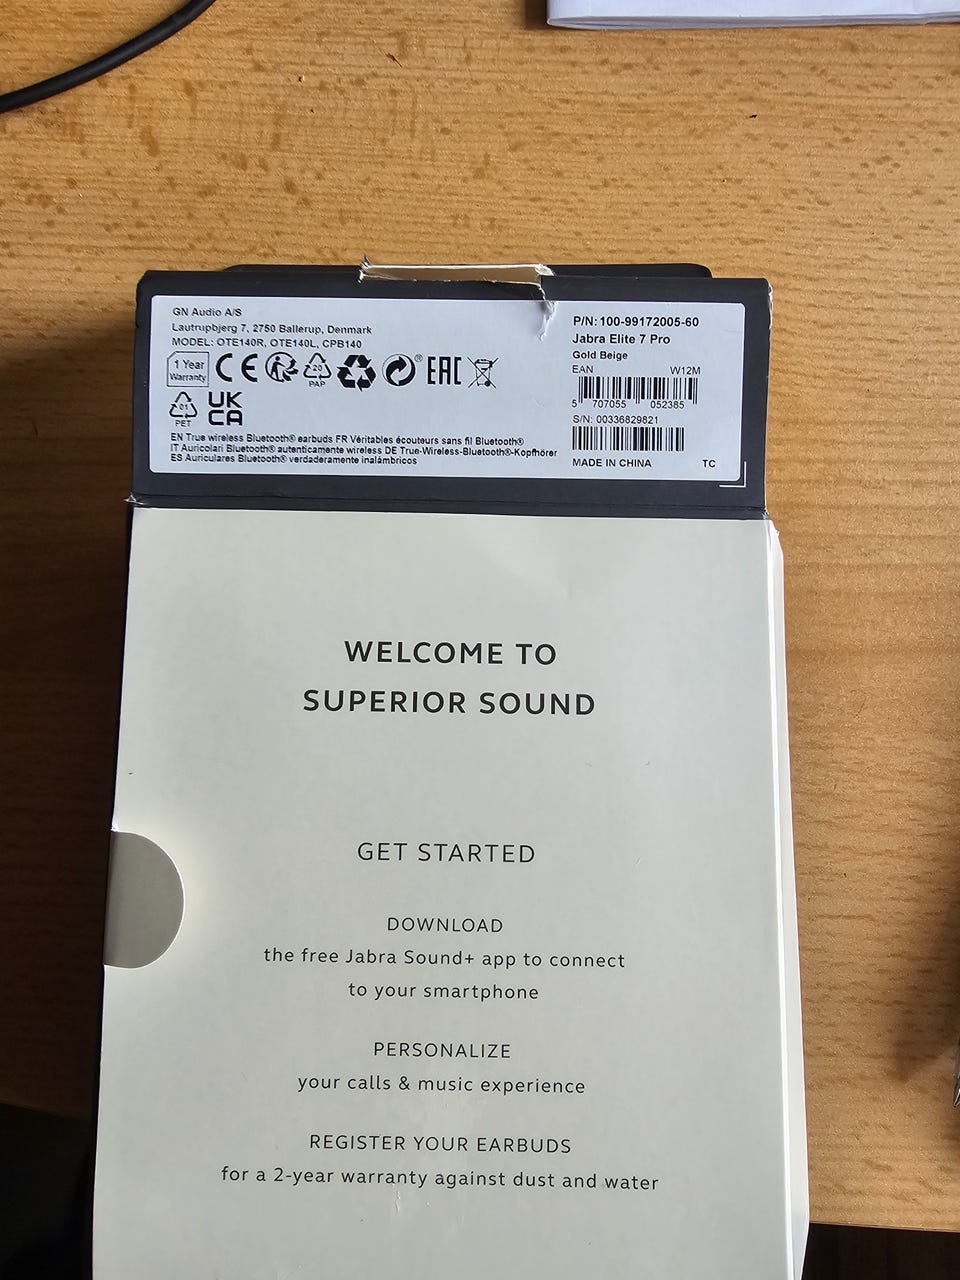 GN Audio A/S
Lautrupbjerg 7, 2750 Ballerup, Denmark
MODEL: OTE140R, OTE140L, CPB140
1 Year
Warranty
CE
20
PAP
®
EAC
01
PET
UK
CA
EN True wireless Bluetooth® earbuds FR Véritables écouteurs sans fil Bluetooth®
IT Auricolari Bluetooth® autenticamente wireless DE True-Wireless-Bluetooth®-Kopfhörer
ES Auriculares Bluetooth® verdaderamente inalámbricos
P/N: 100-99172005-60
Jabra Elite 7 Pro
Gold Beige
EAN W12M
5 707055 052385
S/N: 00336829821
MADE IN CHINA TC
WELCOME TO
SUPERIOR SOUND
GET STARTED
DOWNLOAD
the free Jabra Sound+ app to connect
to your smartphone
PERSONALIZE
your calls & music experience
REGISTER YOUR EARBUDS
for a 2-year warranty against dust and water